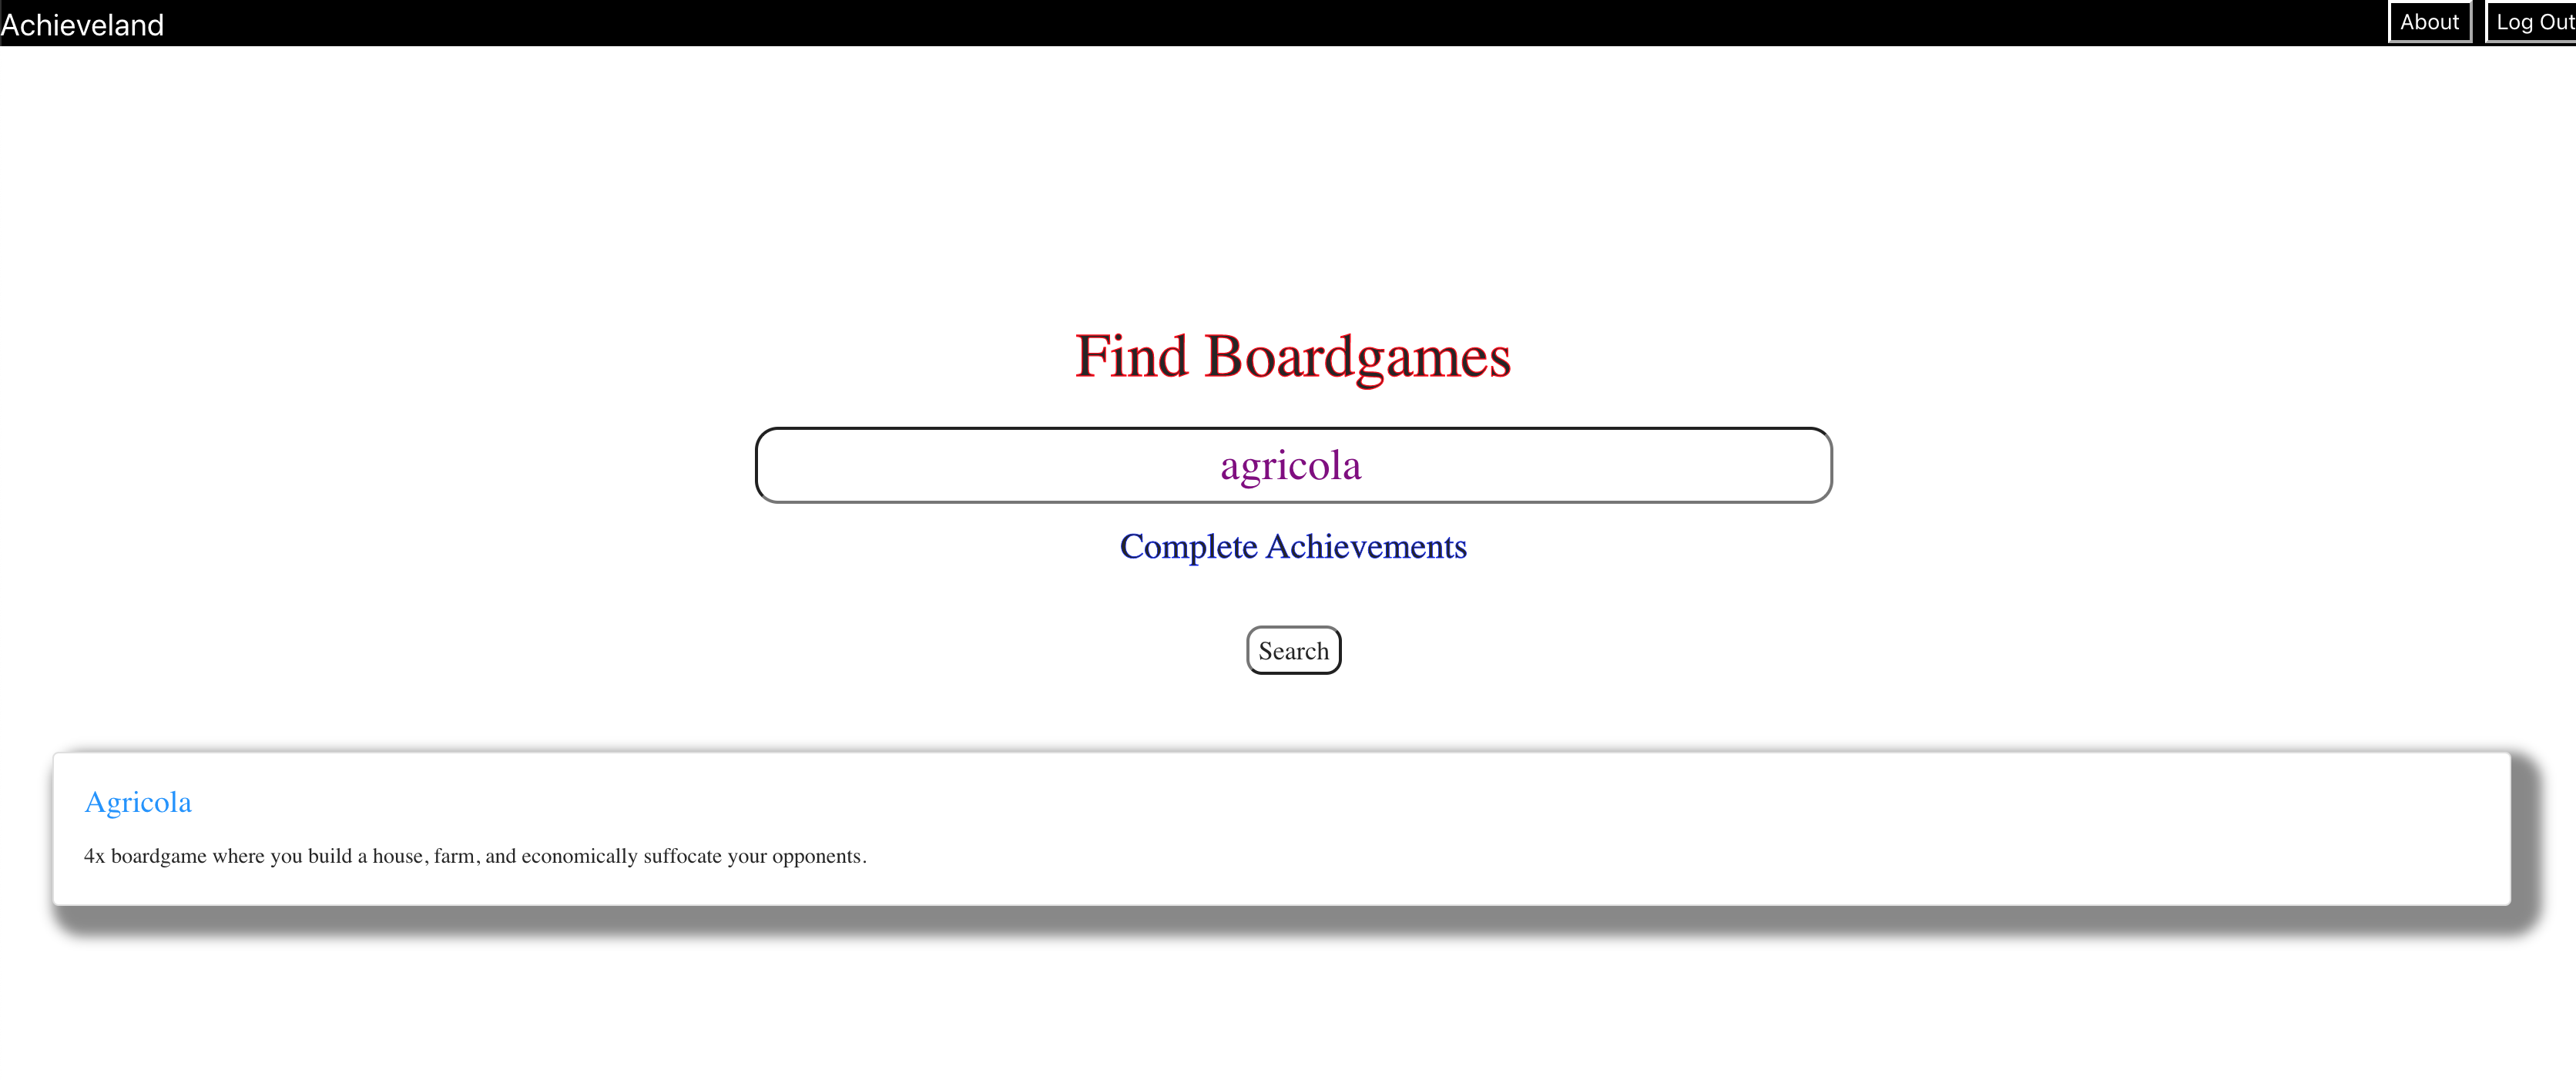 Achieveland
About
Log Out
Find Boardgames
agricola
Complete Achievements
Search
Agricola
4x boardgame where you build a house, farm, and economically suffocate your opponents.